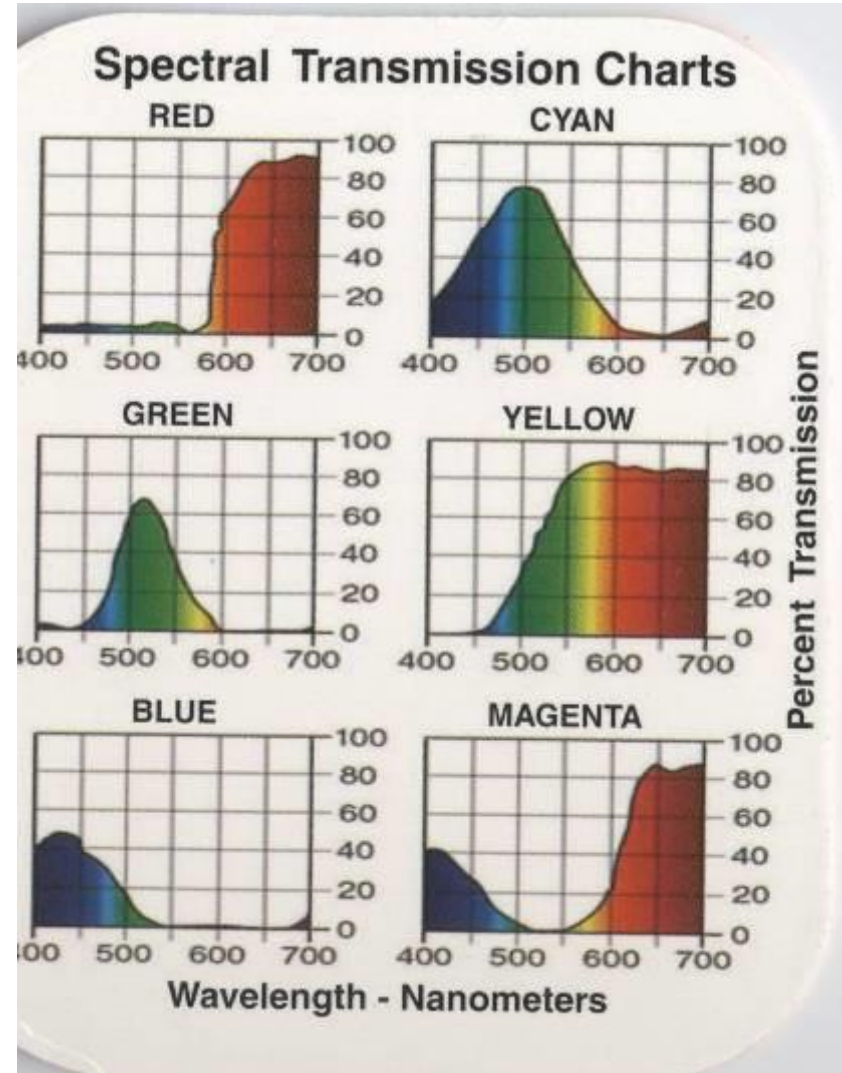 Spectral Transmission Charts
RED
100
80
60
40
20
0
400 500 600 700
CYAN
100
80
60
40
20
0
400 500 600 700
GREEN
100
80
60
40
20
0
400 500 600 700
YELLOW
100
80
60
40
20
0
400 500 600 700
BLUE
100
80
60
40
20
0
00 500 600 700
MAGENTA
100
80
60
40
20
0
400 500 600 700
Percent Transmission
Wavelength - Nanometers